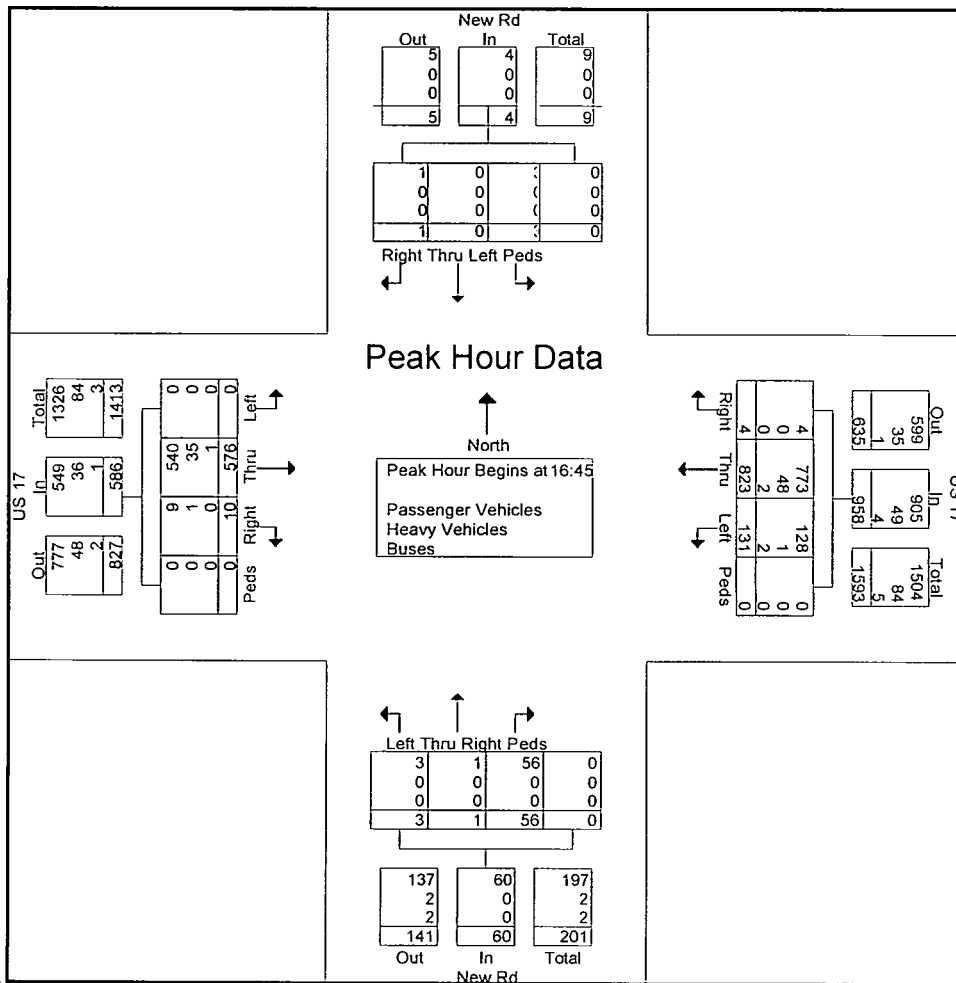 New Rd
Out In Total
5 4 9
0 0 0
0 0 0
5 4 9
1 0 0
0 0 0
0 0 0
1 0 0
Right Thru Left Peds
Peak Hour Data
North
Peak Hour Begins at 16:45
Passenger Vehicles
Heavy Vehicles
Buses
US 17
Total In Out
1326 549 777
84 36 48
3 1 2
1413 586 827
0 540 9 0
0 35 1 0
0 1 0 0
0 576 10 0
Left Thru Right Peds
US 17
Out In Total
599 905 1504
35 49 84
1 4 5
635 958 1593
4 773 128 0
0 48 1 0
0 2 2 0
4 823 131 0
Right Thru Left Peds
Left Thru Right Peds
3 1 56 0
0 0 0 0
0 0 0 0
3 1 56 0
137 60 197
2 0 2
2 0 2
141 60 201
Out In Total
New Rd